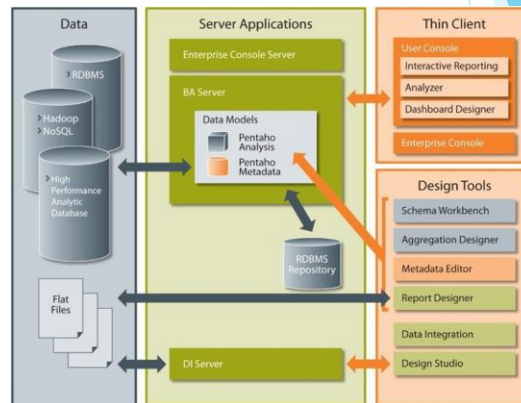 Data
RDBMS
Hadoop
NoSQL
High
Performance
Analytic
Database
Flat
Files
Server Applications
Enterprise Console Server
BA Server
Data Models
Pentaho
Analysis
Pentaho
Metadata
RDBMS
Repository
DI Server
Thin Client
User Console
Interactive Reporting
Analyzer
Dashboard Designer
Enterprise Console
Design Tools
Schema Workbench
Aggregation Designer
Metadata Editor
Report Designer
Data Integration
Design Studio